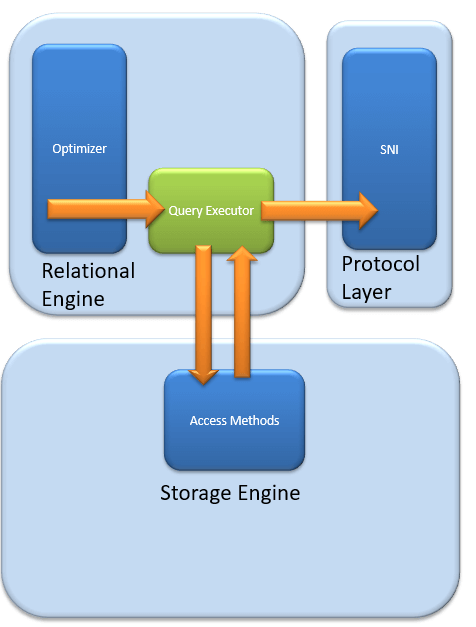 Optimizer
SNI
Query Executor
Relational
Engine
Protocol
Layer
Access Methods
Storage Engine